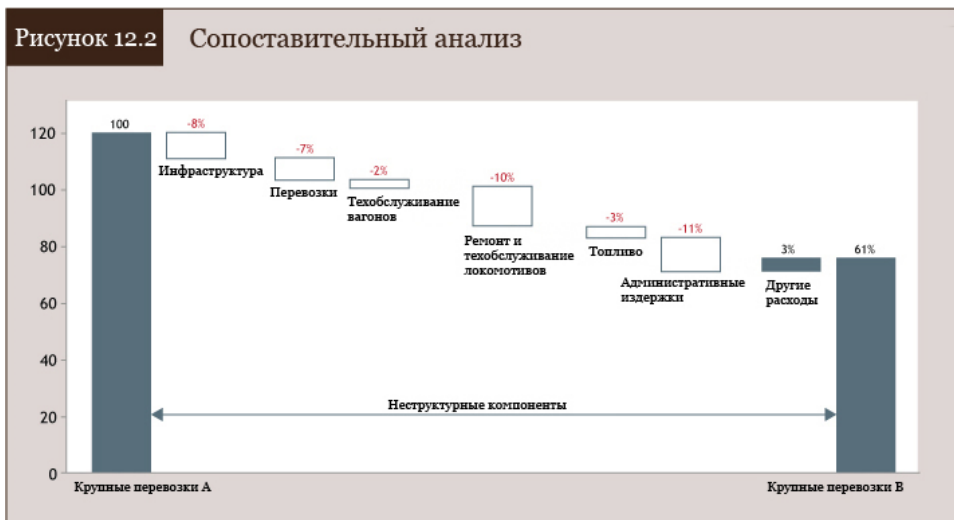 Рисунок 12.2
Сопоставительный анализ
120
100
80
60
40
20
0
100
-8%
Инфраструктура
-7%
Перевозки
-2%
Техобслуживание
вагонов
-10%
Ремонт и
техобслуживание
локомотивов
-3%
Топливо
-11%
Административные
издержки
3%
Другие
расходы
61%
Неструктурные компоненты
Крупные перевозки А
Крупные перевозки В